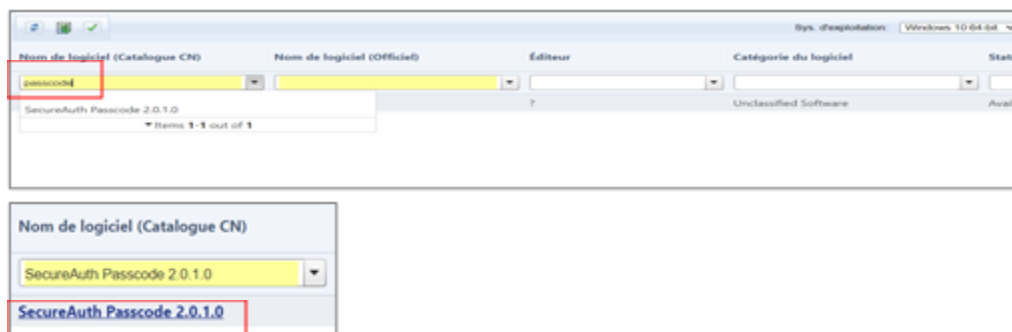 Sys. d'exploitation: Windows 10 64-bit
Nom de logiciel (Catalogue CN) Nom de logiciel (Officiel) Éditeur Catégorie du logiciel Stat
passcode
SecureAuth Passcode 2.0.1.0 ? Unclassified Software Avail
Items 1-1 out of 1
Nom de logiciel (Catalogue CN)
SecureAuth Passcode 2.0.1.0
SecureAuth Passcode 2.0.1.0